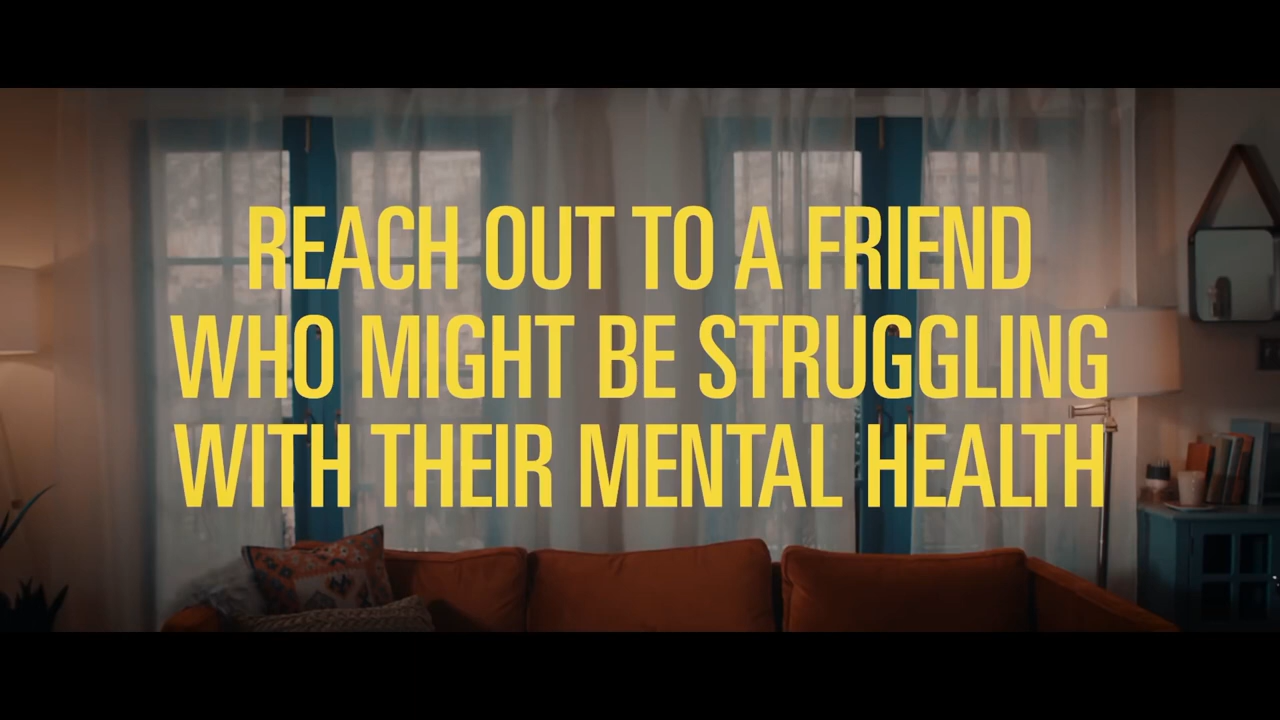 REACH OUT TO A FRIEND
WHO MIGHT BE STRUGGLING
WITH THEIR MENTAL HEALTH